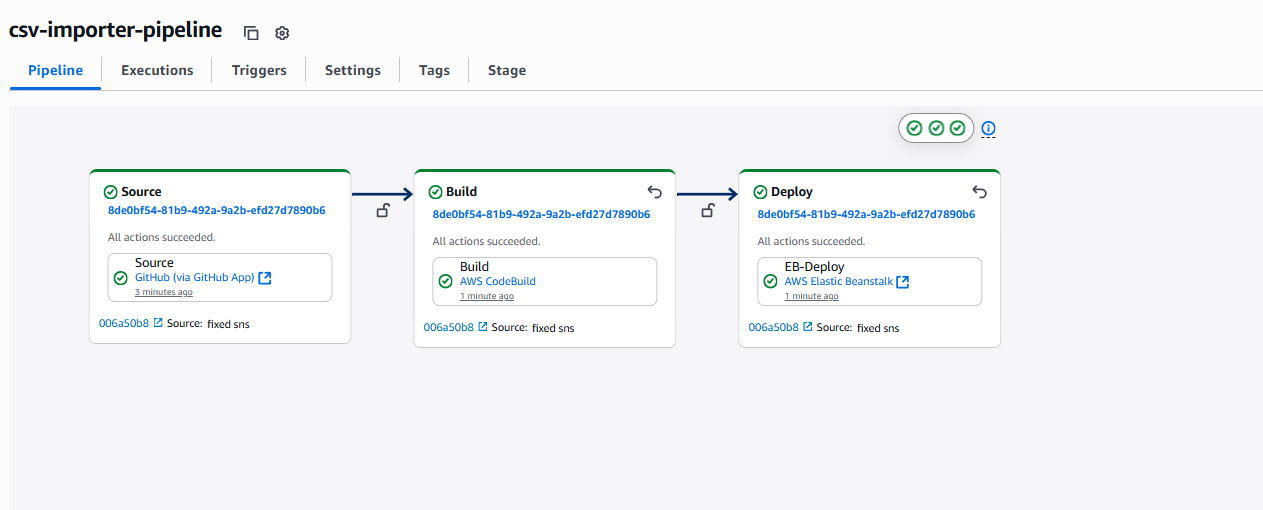 csv-importer-pipeline
Pipeline Executions Triggers Settings Tags Stage
Source
8de0bf54-81b9-492a-9a2b-efd27d7890b6
All actions succeeded.
Source
GitHub (via GitHub App)
3 minutes ago
006a50b8 Source: fixed sns
Build
8de0bf54-81b9-492a-9a2b-efd27d7890b6
All actions succeeded.
Build
AWS CodeBuild
1 minute ago
006a50b8 Source: fixed sns
Deploy
8de0bf54-81b9-492a-9a2b-efd27d7890b6
All actions succeeded.
EB-Deploy
AWS Elastic Beanstalk
1 minute ago
006a50b8 Source: fixed sns